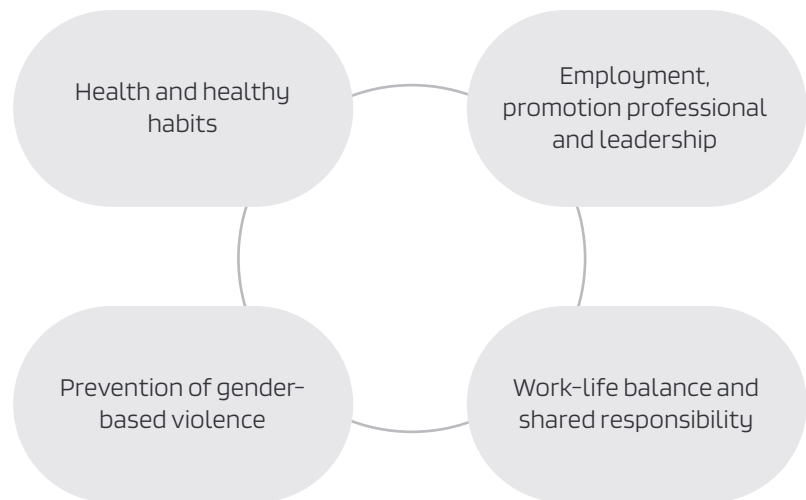 Health and healthy
habits
Employment,
promotion professional
and leadership
Prevention of gender-
based violence
Work-life balance and
shared responsibility